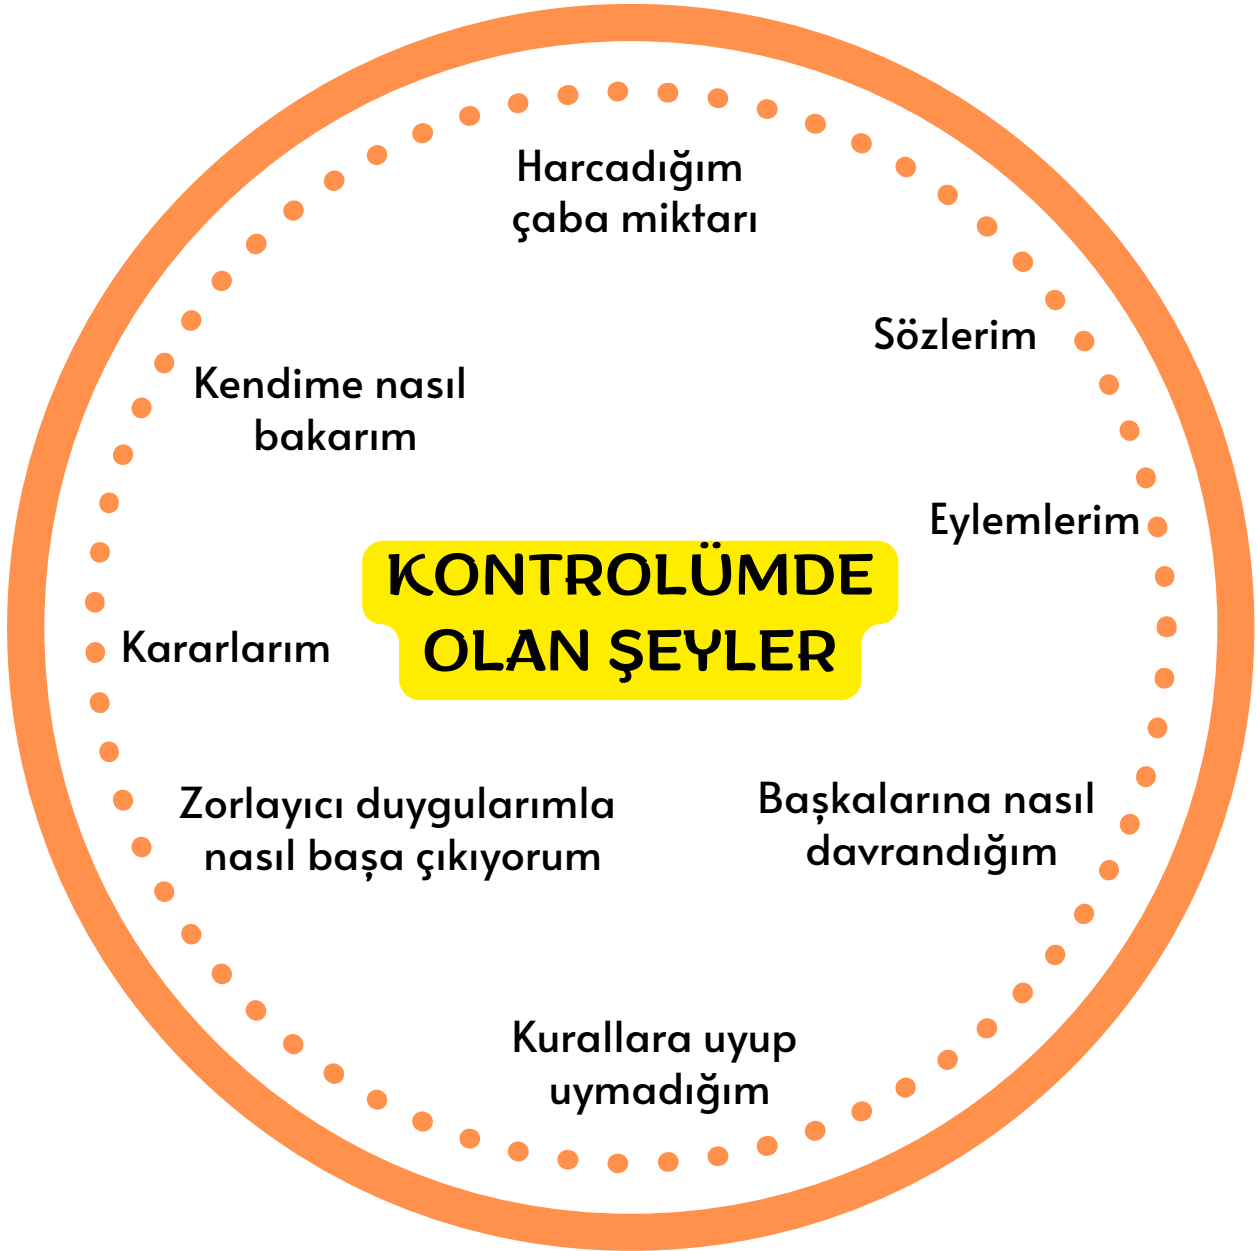 Harcadığım
çaba miktarı
Sözlerim
Kendime nasıl
bakarım
Eylemlerim
KONTROLÜMDE
OLAN ŞEYLER
Kararlarım
Zorlayıcı duygularımla
nasıl başa çıkıyorum
Başkalarına nasıl
davrandığım
Kurallara uyup
uymadığım